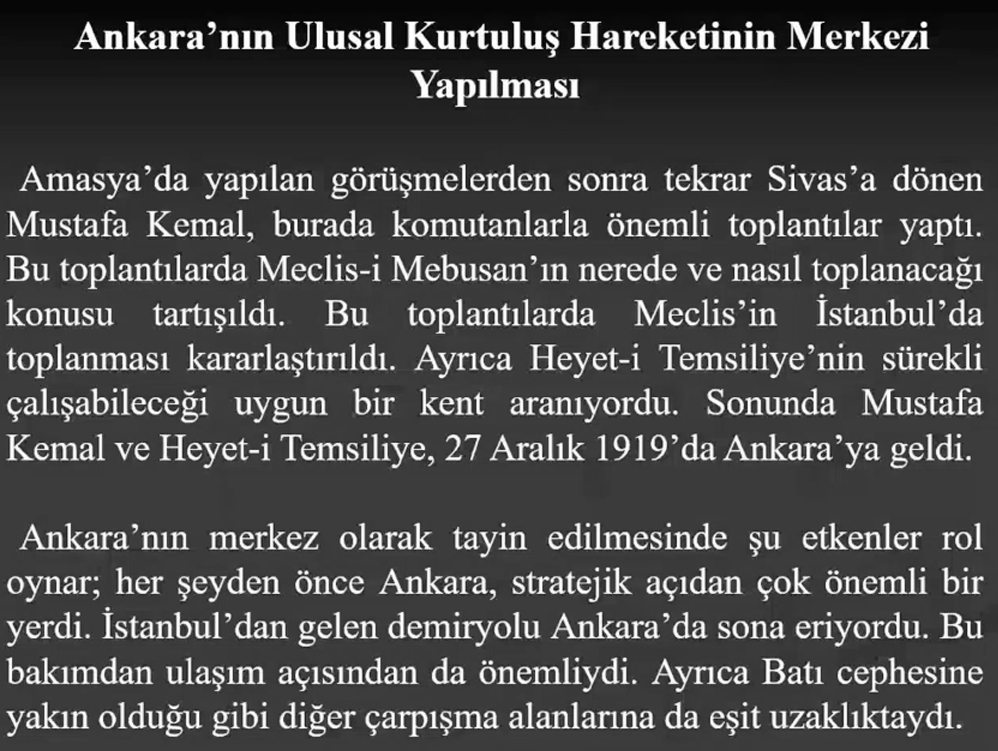 Ankara’nın Ulusal Kurtuluş Hareketinin Merkezi
Yapılması
Amasya’da yapılan görüşmelerden sonra tekrar Sivas’a dönen
Mustafa Kemal, burada komutanlarla önemli toplantılar yaptı.
Bu toplantılarda Meclis-i Mebusan’ın nerede ve nasıl toplanacağı
konusu tartışıldı. Bu toplantılarda Meclis’in İstanbul’da
toplanması kararlaştırıldı. Ayrıca Heyet-i Temsiliye’nin sürekli
çalışabileceği uygun bir kent aranıyordu. Sonunda Mustafa
Kemal ve Heyet-i Temsiliye, 27 Aralık 1919’da Ankara’ya geldi.
Ankara’nın merkez olarak tayin edilmesinde şu etkenler rol
oynar; her şeyden önce Ankara, stratejik açıdan çok önemli bir
yerdi. İstanbul’dan gelen demiryolu Ankara’da sona eriyordu. Bu
bakımdan ulaşım açısından da önemliydi. Ayrıca Batı cephesine
yakın olduğu gibi diğer çarpışma alanlarına da eşit uzaklıktaydı.